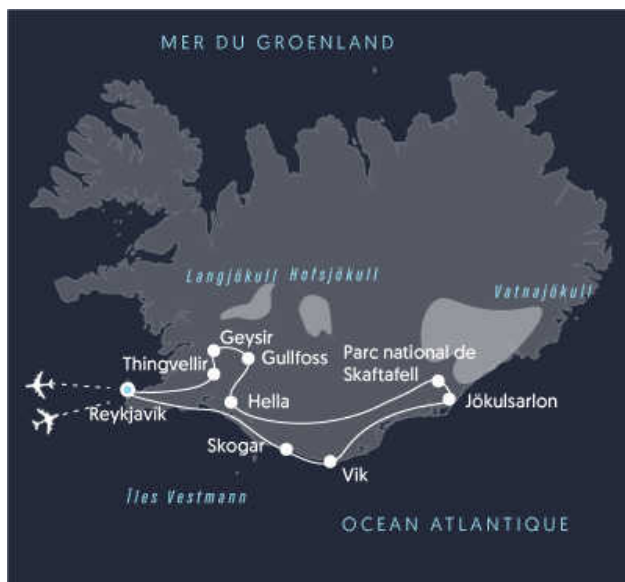 MER DU GROENLAND
Langjökull
Hofsjökull
Vatnajökull
Geysir
Thingvellir
Gullfoss
Parc national de
Skaftafell
Reykjavik
Hella
Jökulsarlon
Skogar
Vik
Îles Vestmann
OCEAN ATLANTIQUE